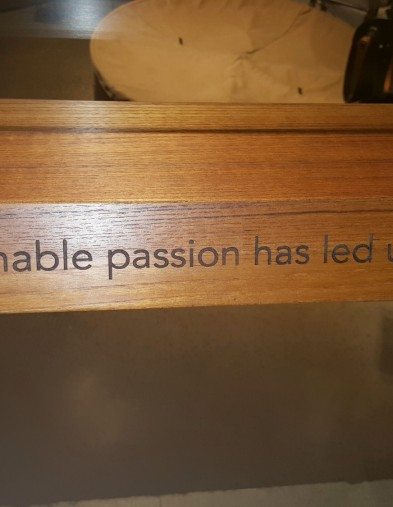 nable passion has led u